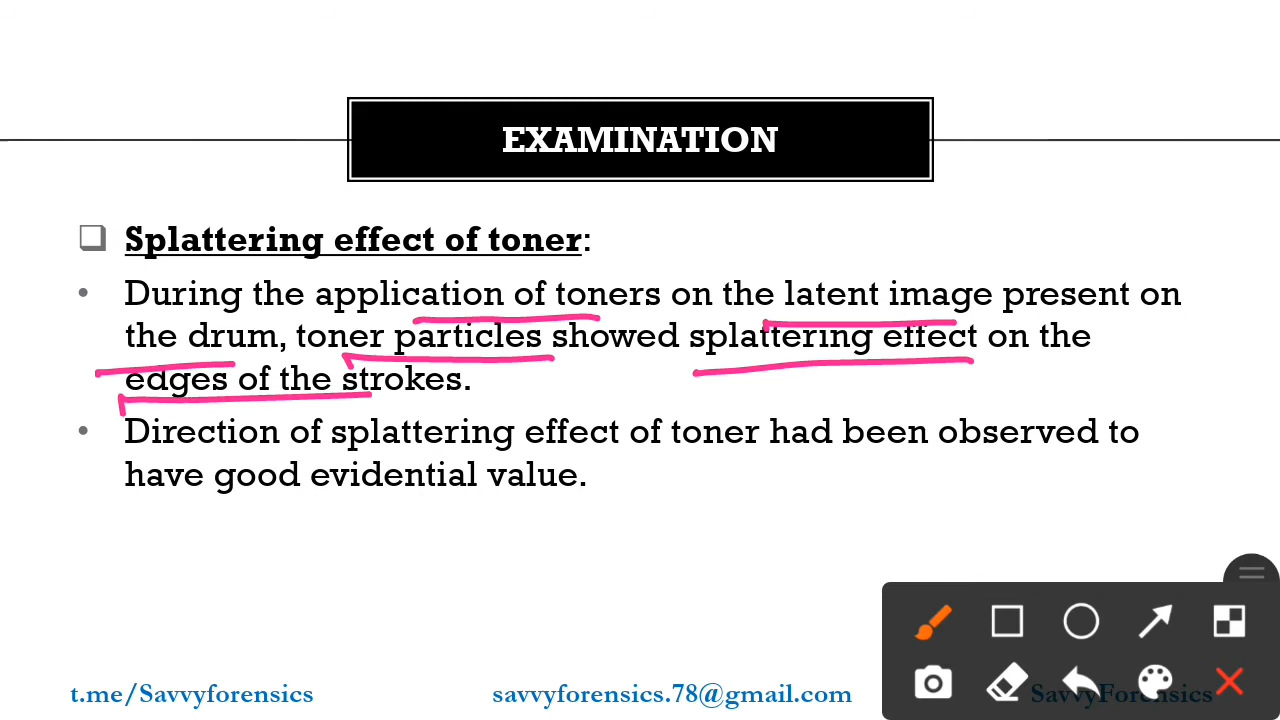 EXAMINATION
Splattering effect of toner:
During the application of toners on the latent image present on
the drum, toner particles showed splattering effect on the
edges of the strokes.
Direction of splattering effect of toner had been observed to
have good evidential value.
t.me/Savvyforensics
savvyforensics.78@gmail.com
SavvyForensics